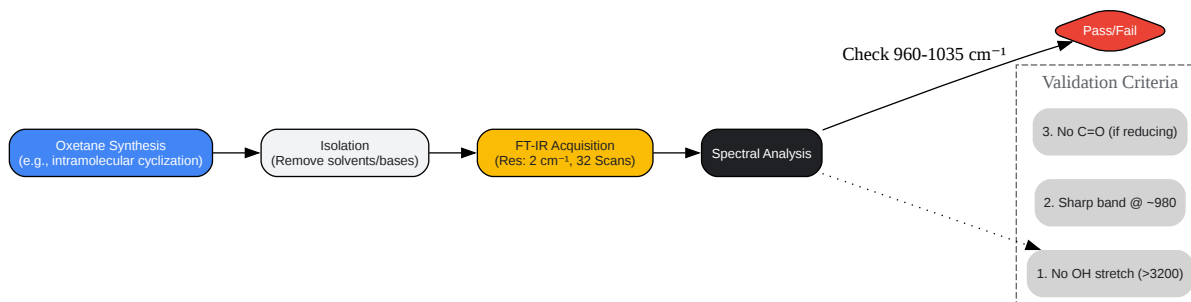 Oxetane Synthesis
(e.g., intramolecular cyclization)
Isolation
(Remove solvents/bases)
FT-IR Acquisition
(Res: 2 cm⁻¹, 32 Scans)
Spectral Analysis
Check 960-1035 cm⁻¹
Pass/Fail
Validation Criteria
3. No C=O (if reducing)
2. Sharp band @ ~980
1. No OH stretch (>3200)